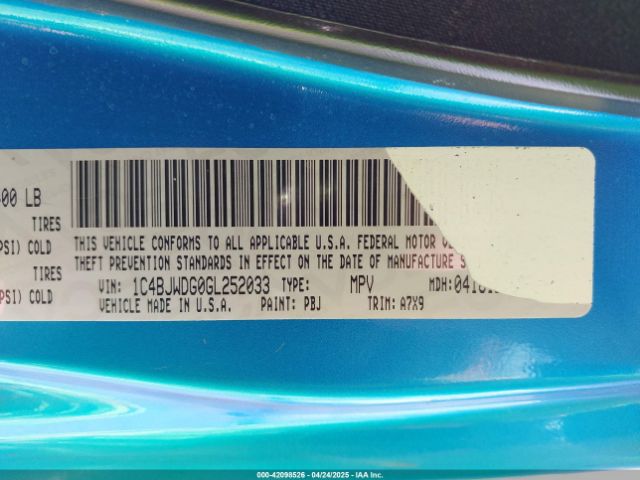 00 LB
TIRES
PSI) COLD
TIRES
PSI) COLD
THIS VEHICLE CONFORMS TO ALL APPLICABLE U.S.A. FEDERAL MOTOR
THEFT PREVENTION STANDARDS IN EFFECT ON THE DATE OF MANUFACTURE
VIN: 1C4BJWDG0GL252033 TYPE: MPV MDH:
VEHICLE MADE IN U.S.A. PAINT: PBJ TRIM: A7X9
000-42098526 - 04/24/2025 - IAA Inc.